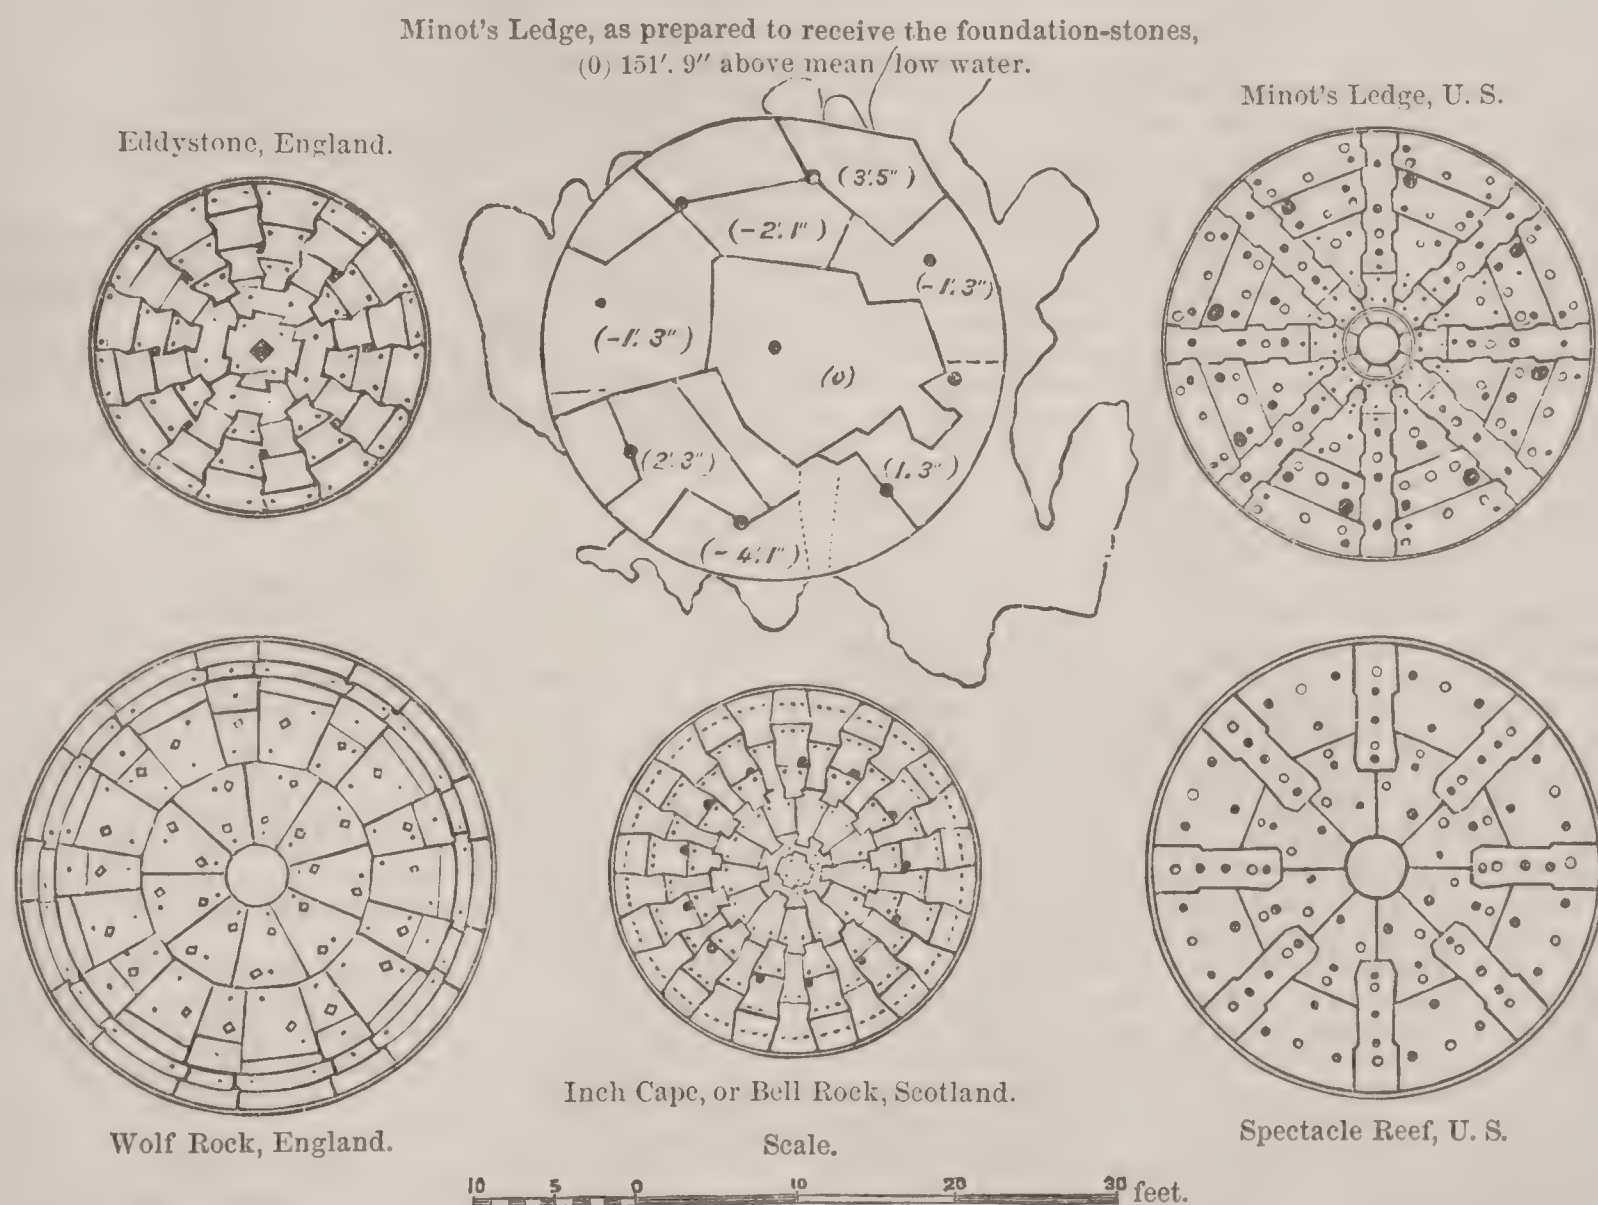 Minot's Ledge, as prepared to receive the foundation-stones,
(0) 151'. 9" above mean low water.
Minot's Ledge, U. S.
Eddystone, England.
(3'.5")
(-2'. 1")
(-1'. 3")
(-1'. 3")
(0)
(2'. 3")
(1'. 3")
(-4'. 1")
Inch Cape, or Bell Rock, Scotland.
Wolf Rock, England.
Spectacle Reef, U. S.
Scale.
10 5 0 10 20 30 feet.